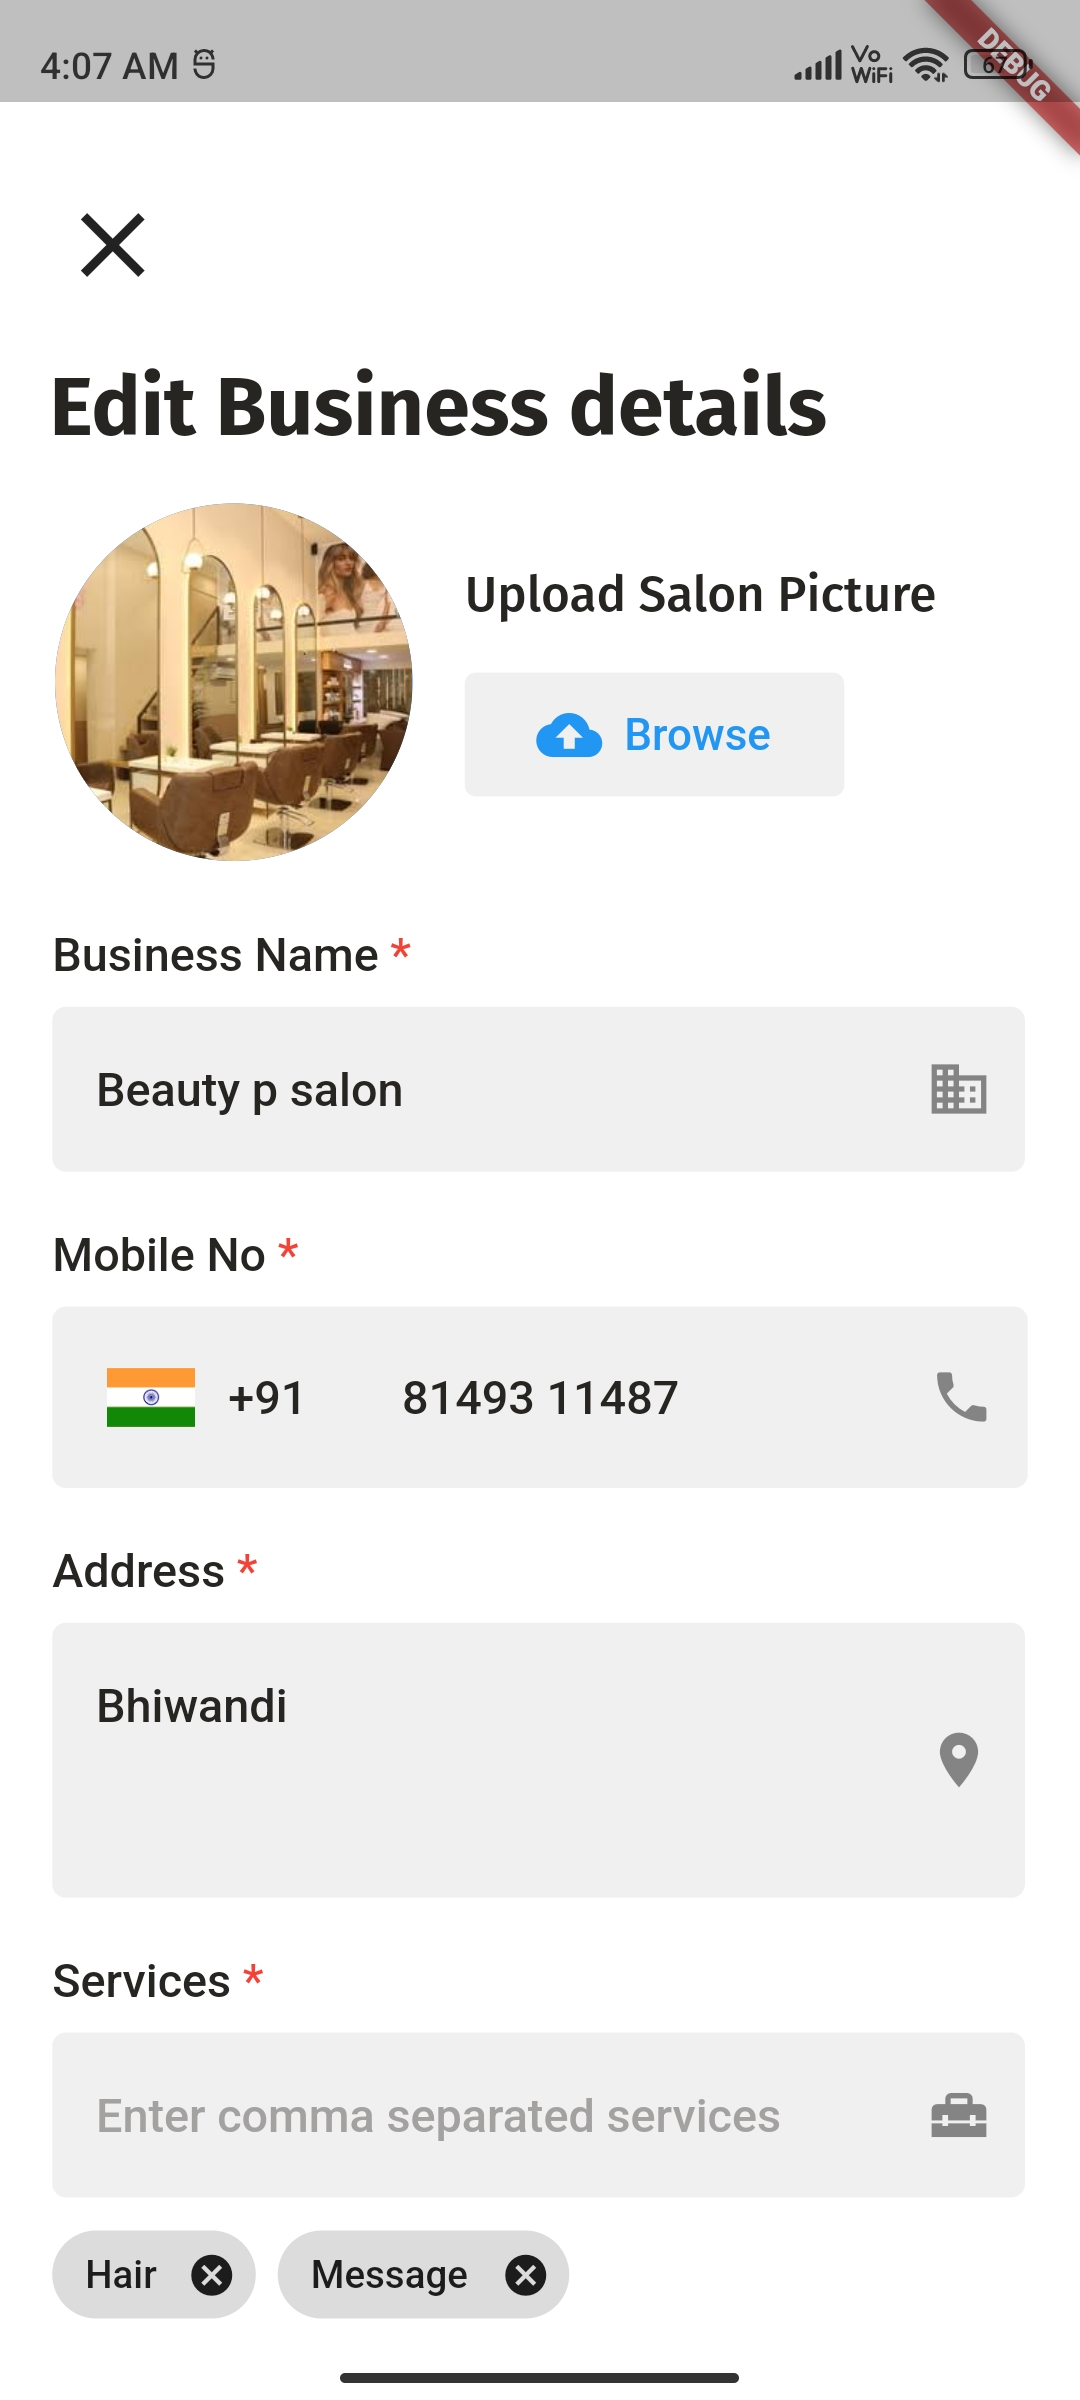 4:07 AM
Vo
WiFi
67
DEBUG
Edit Business details
Upload Salon Picture
Browse
Business Name *
Beauty p salon
Mobile No *
+91 81493 11487
Address *
Bhiwandi
Services *
Enter comma separated services
Hair Message